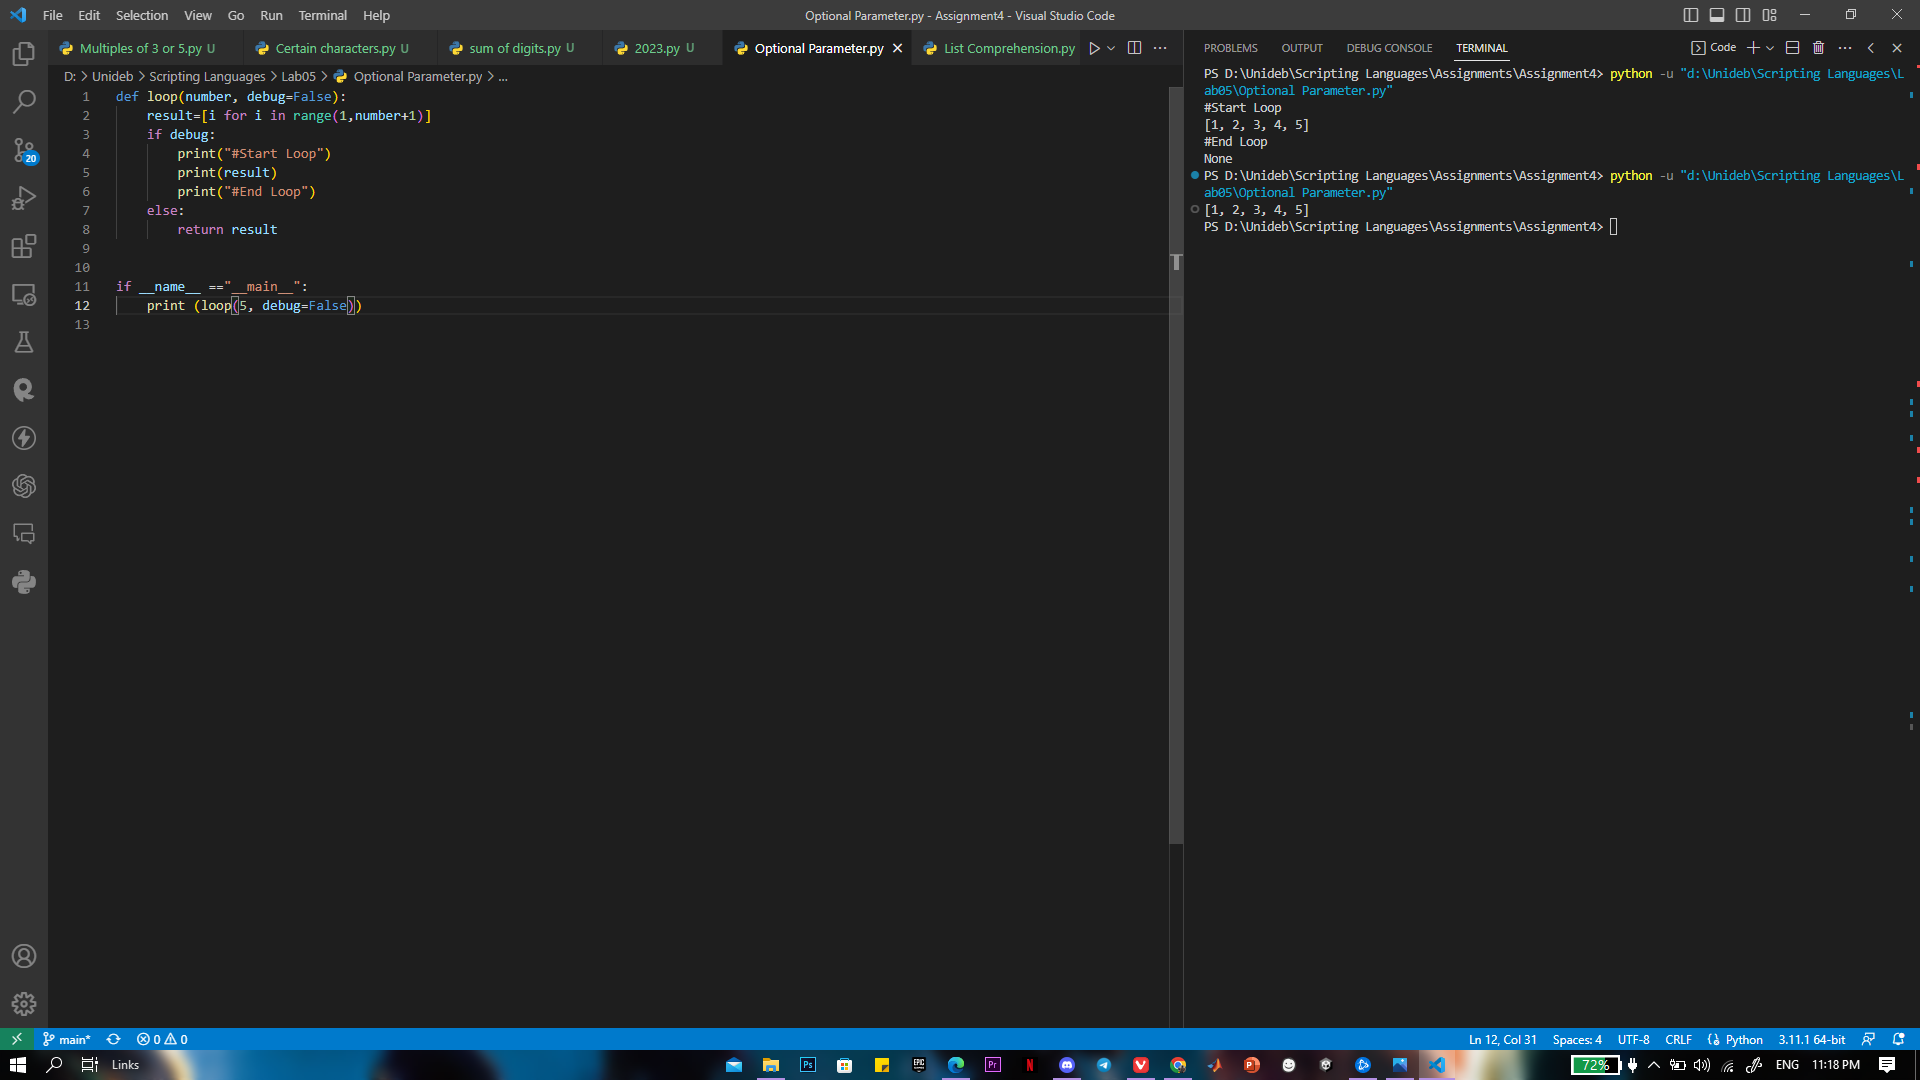 File Edit Selection View Go Run Terminal Help
Optional Parameter.py - Assignment4 - Visual Studio Code
Multiples of 3 or 5.py U
Certain characters.py U
sum of digits.py U
2023.py U
Optional Parameter.py
List Comprehension.py
D: > Unideb > Scripting Languages > Lab05 > Optional Parameter.py > ...
1 def loop(number, debug=False):
2 result=[i for i in range(1,number+1)]
3 if debug:
4 print("#Start Loop")
5 print(result)
6 print("#End Loop")
7 else:
8 return result
9
10
11 if __name__ =="__main__":
12 print (loop(5, debug=False))
13
PROBLEMS OUTPUT DEBUG CONSOLE TERMINAL
Code
PS D:\Unideb\Scripting Languages\Assignments\Assignment4> python -u "d:\Unideb\Scripting Languages\L
ab05\Optional Parameter.py"
#Start Loop
[1, 2, 3, 4, 5]
#End Loop
None
PS D:\Unideb\Scripting Languages\Assignments\Assignment4> python -u "d:\Unideb\Scripting Languages\L
ab05\Optional Parameter.py"
[1, 2, 3, 4, 5]
PS D:\Unideb\Scripting Languages\Assignments\Assignment4>
20
main* 0 0
Ln 12, Col 31 Spaces: 4 UTF-8 CRLF Python 3.11.1 64-bit
Links
Ps
EPIC
Pr
N
72%
ENG 11:18 PM